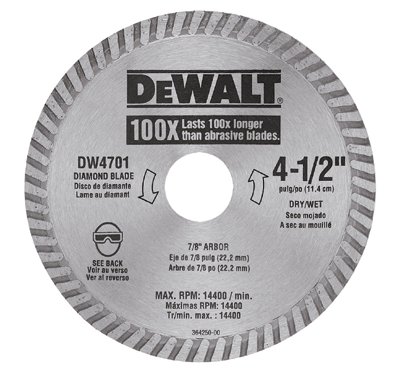 DEWALT®
100X Lasts 100x longer
than abrasive blades.
DW4701
DIAMOND BLADE
Disco de diamante
Lame au diamant
4-1/2"
pulg/po (11.4 cm)
DRY/WET
Seco mojado
A sec au mouillé
7/8" ARBOR
Eje de 7/8 pulg (22,2 mm)
Arbre de 7/8 po (22,2 mm)
SEE BACK
Voir au verso
Ver al reverso
MAX. RPM: 14400 / min.
Máximas RPM: 14400
Tr/min. max. : 14400
364250-00